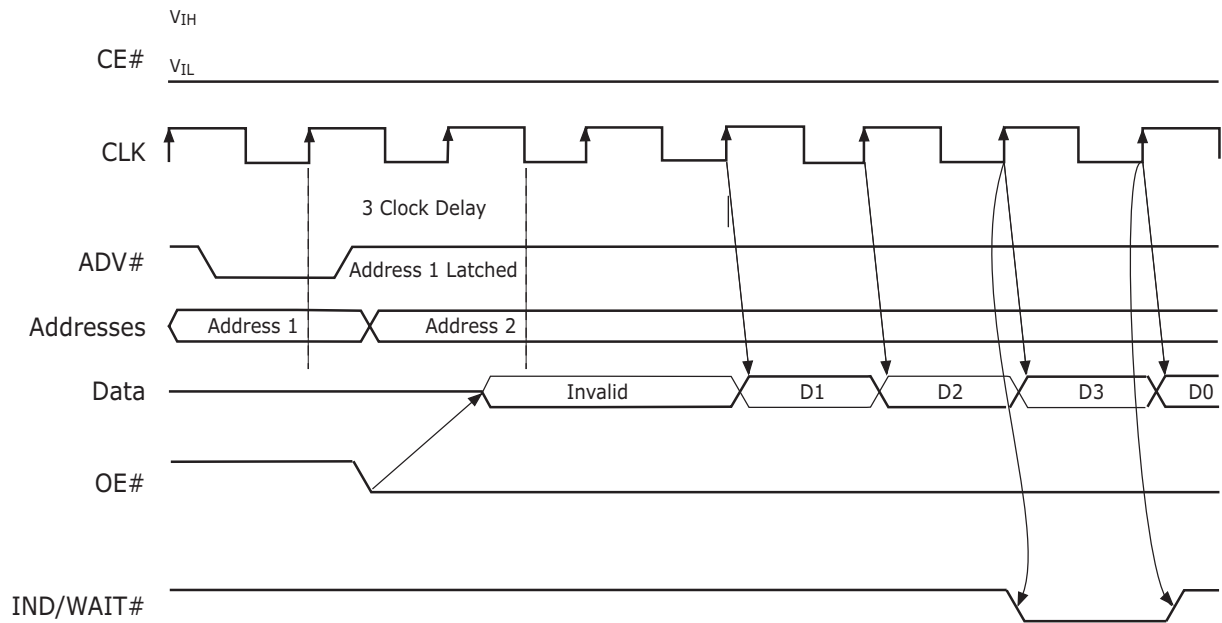 VIH
CE#
VIL
CLK
3 Clock Delay
ADV#
Address 1 Latched
Addresses
Address 1
Address 2
Data
Invalid
D1
D2
D3
D0
OE#
IND/WAIT#